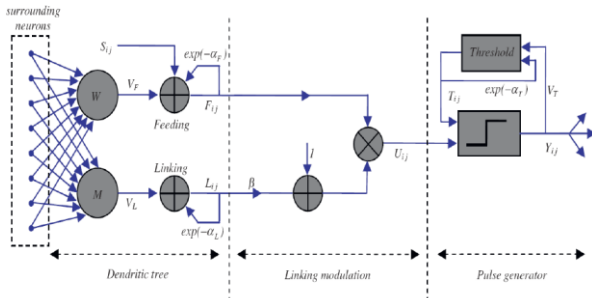 surrounding
neurons
S_ij
exp(-α_F)
W
V_F
Feeding
F_ij
Linking
M
V_L
L_ij
exp(-α_L)
β
I
U_ij
Threshold
T_ij
exp(-α_T)
V_T
Y_ij
Dendritic tree
Linking modulation
Pulse generator